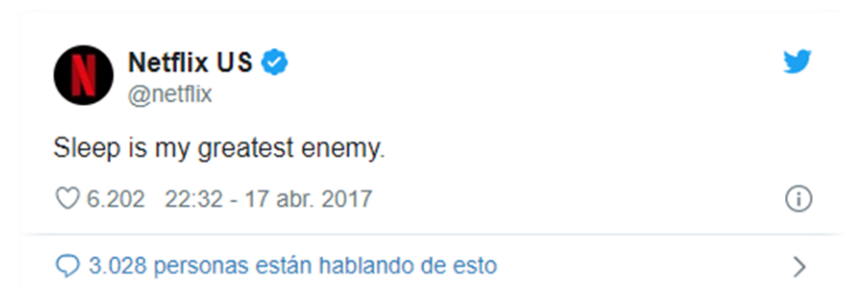 Netflix US
@netflix
Sleep is my greatest enemy.
6.202 22:32 - 17 abr. 2017
3.028 personas están hablando de esto